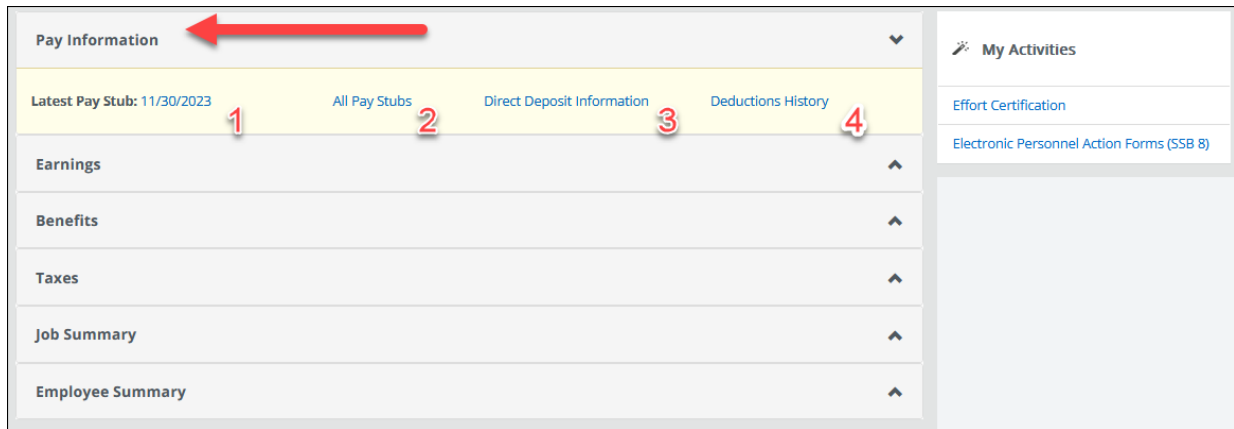 Pay Information
Latest Pay Stub: 11/30/2023 1 All Pay Stubs 2 Direct Deposit Information 3 Deductions History 4
Earnings
Benefits
Taxes
Job Summary
Employee Summary
My Activities
Effort Certification
Electronic Personnel Action Forms (SSB 8)